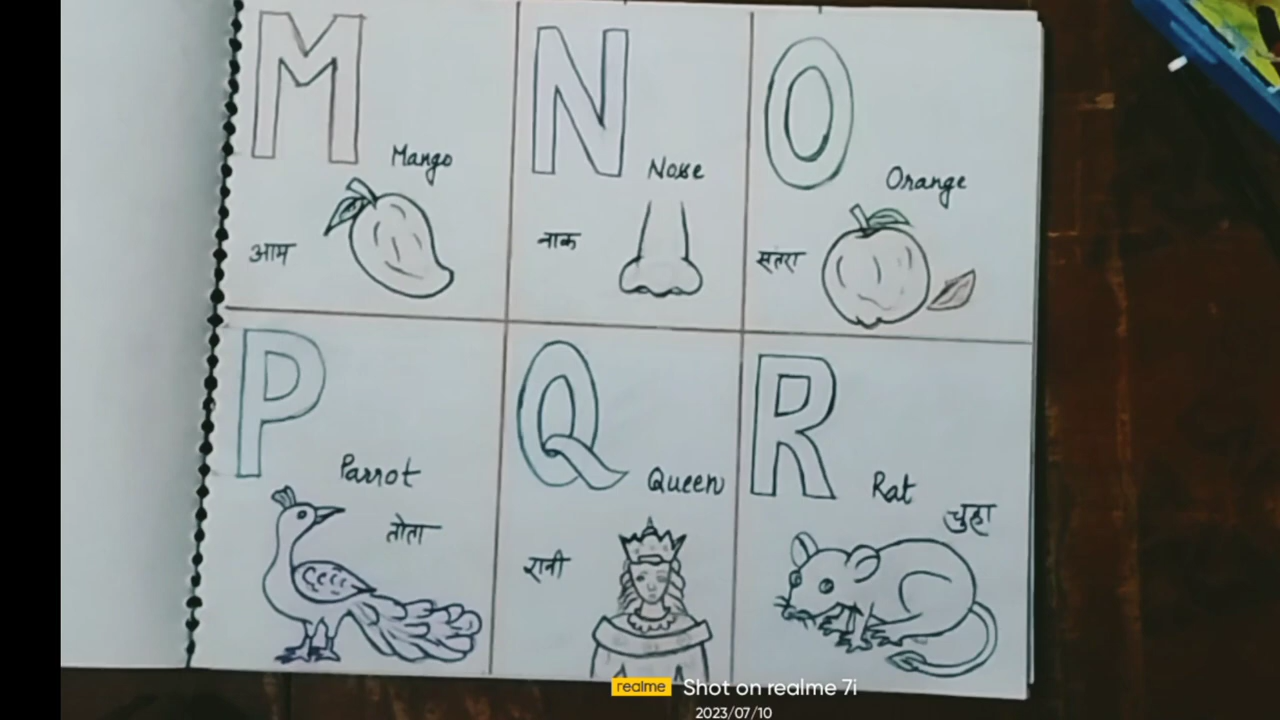 M
Mango
आम
N
Nose
नाक
O
Orange
संतरा
P
Parrot
तोता
Q
Queen
रानी
R
Rat
चुहा
realme Shot on realme 7i
2023/07/10